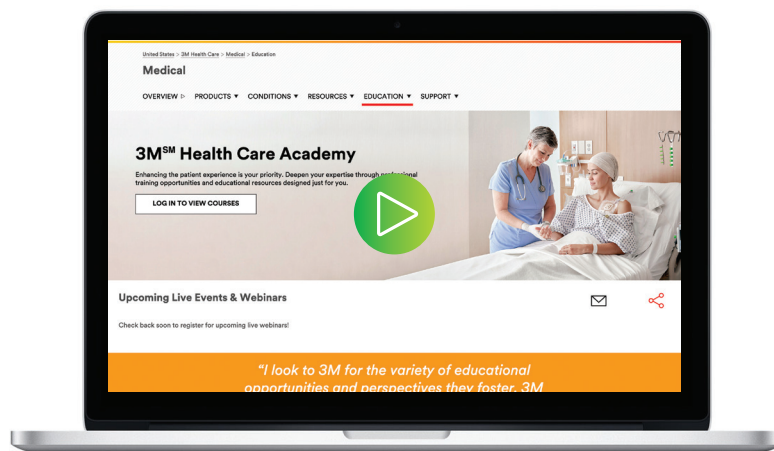 United States > 3M Health Care > Medical > Education
Medical
OVERVIEW PRODUCTS CONDITIONS RESOURCES EDUCATION SUPPORT
3M℠ Health Care Academy
Enhancing the patient experience is your priority. Deepen your expertise through professional
training opportunities and educational resources designed just for you.
LOG IN TO VIEW COURSES
Upcoming Live Events & Webinars
Check back soon to register for upcoming live webinars!
"I look to 3M for the variety of educational
opportunities and perspectives they foster. 3M